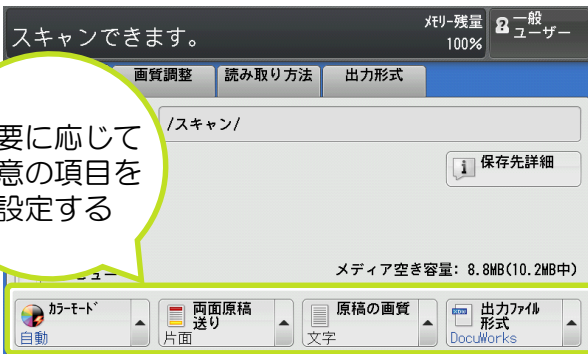 スキャンできます。
ﾒﾓﾘｰ残量
100%
一般
ユーザー
画質調整
読み取り方法
出力形式
要に応じて
意の項目を
設定する
/スキャン/
保存先詳細
ュー
メディア空き容量: 8.8MB(10.2MB中)
ｶﾗｰﾓｰﾄﾞ
自動
両面原稿
送り
片面
原稿の画質
文字
出力ﾌｧｲﾙ
形式
DocuWorks